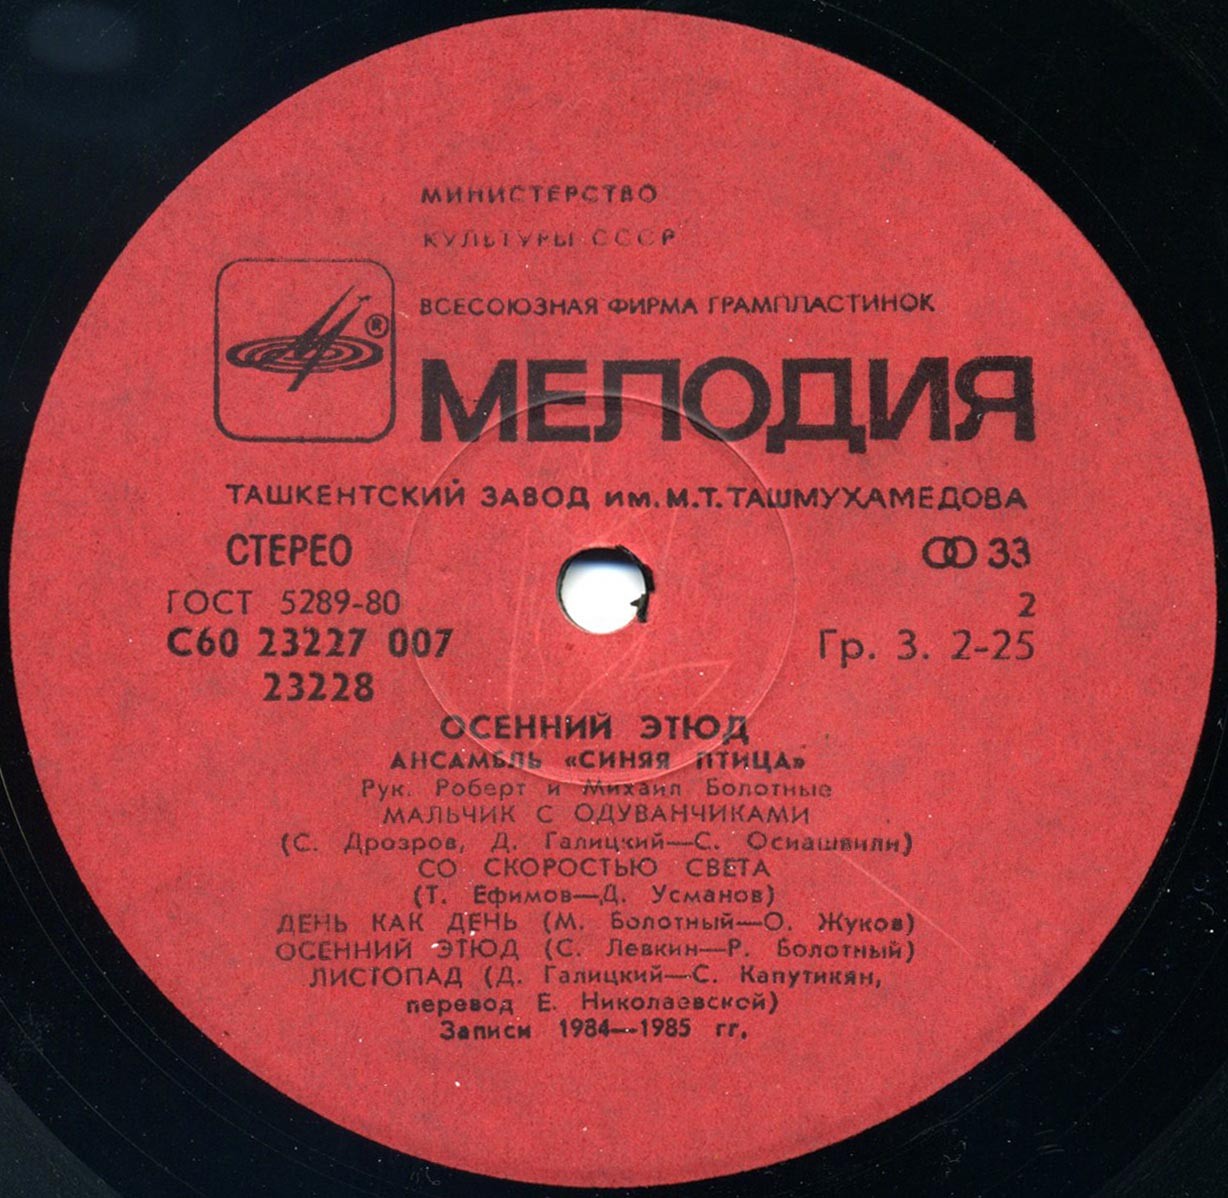 МИНИСТЕРСТВО
КУЛЬТУРЫ СССР
ВСЕСОЮЗНАЯ ФИРМА ГРАМПЛАСТИНОК
®
МЕЛОДИЯ
ТАШКЕНТСКИЙ ЗАВОД им. М.Т. ТАШМУХАМЕДОВА
СТЕРЕО 33
ГОСТ 5289-80 2
С60 23227 007 Гр. 3. 2-25
23228
ОСЕННИЙ ЭТЮД
АНСАМБЛЬ «СИНЯЯ ПТИЦА»
Рук. Роберт и Михаил Болотные
МАЛЬЧИК С ОДУВАНЧИКАМИ
(С. Дрозров, Д. Галицкий—С. Осиашвили)
СО СКОРОСТЬЮ СВЕТА
(Т. Ефимов—Д. Усманов)
ДЕНЬ КАК ДЕНЬ (М. Болотный—О. Жуков)
ОСЕННИЙ ЭТЮД (С. Левкин—Р. Болотный)
ЛИСТОПАД (Д. Галицкий—С. Капутикян,
перевод Е. Николаевской)
Записи 1984—1985 гг.